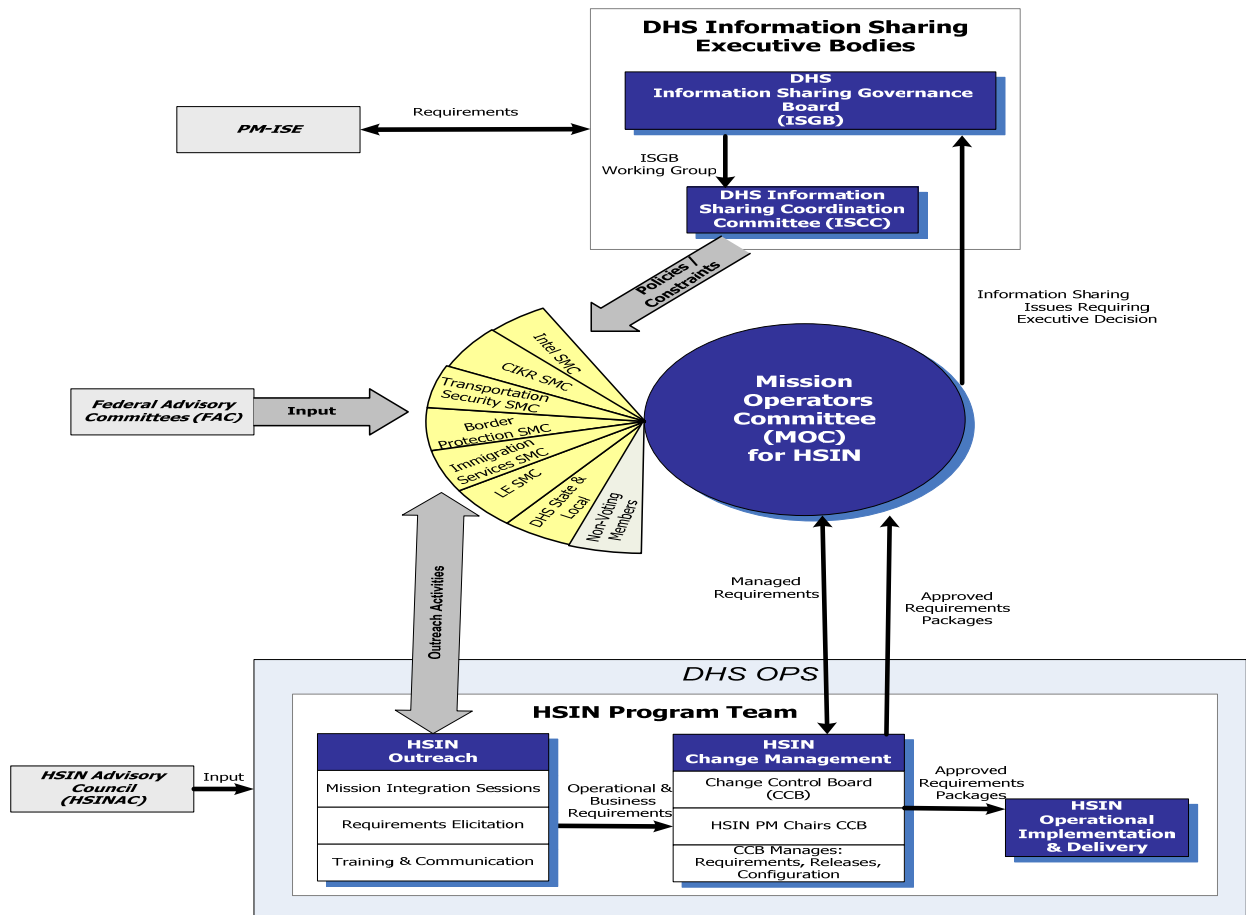 DHS Information Sharing
Executive Bodies
DHS
Information Sharing Governance
Board
(ISGB)
PM-ISE
Requirements
ISGB
Working Group
DHS Information
Sharing Coordination
Committee (ISCC)
Policies /
Constraints
Information Sharing
Issues Requiring
Executive Decision
Intel SMC
CIKR SMC
Transportation
Security SMC
Border
Protection SMC
Immigration
Services SMC
LE SMC
DHS State &
Local
Non-Voting
Members
Mission
Operators
Committee
(MOC)
for HSIN
Federal Advisory
Committees (FAC)
Input
Outreach Activities
Managed
Requirements
Approved
Requirements
Packages
DHS OPS
HSIN Program Team
HSIN Advisory
Council
(HSINAC)
Input
HSIN
Outreach
Mission Integration Sessions
Requirements Elicitation
Training & Communication
Operational &
Business
Requirements
HSIN
Change Management
Change Control Board
(CCB)
HSIN PM Chairs CCB
CCB Manages:
Requirements, Releases,
Configuration
Approved
Requirements
Packages
HSIN
Operational
Implementation
& Delivery